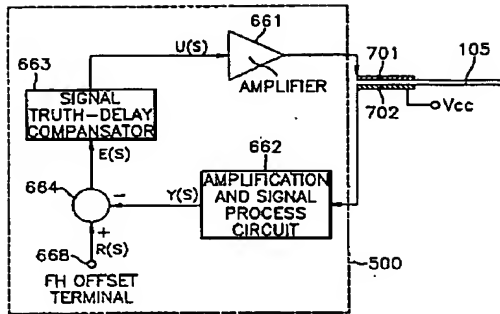 661
U(S)
701
105
663
AMPLIFIER
702
Vcc
SIGNAL
TRUTH-DELAY
COMPANSATOR
662
E(S)
AMPLIFICATION
AND SIGNAL
PROCESS
CIRCUIT
664
−
Y(S)
+
R(S)
668
500
FH OFFSET
TERMINAL